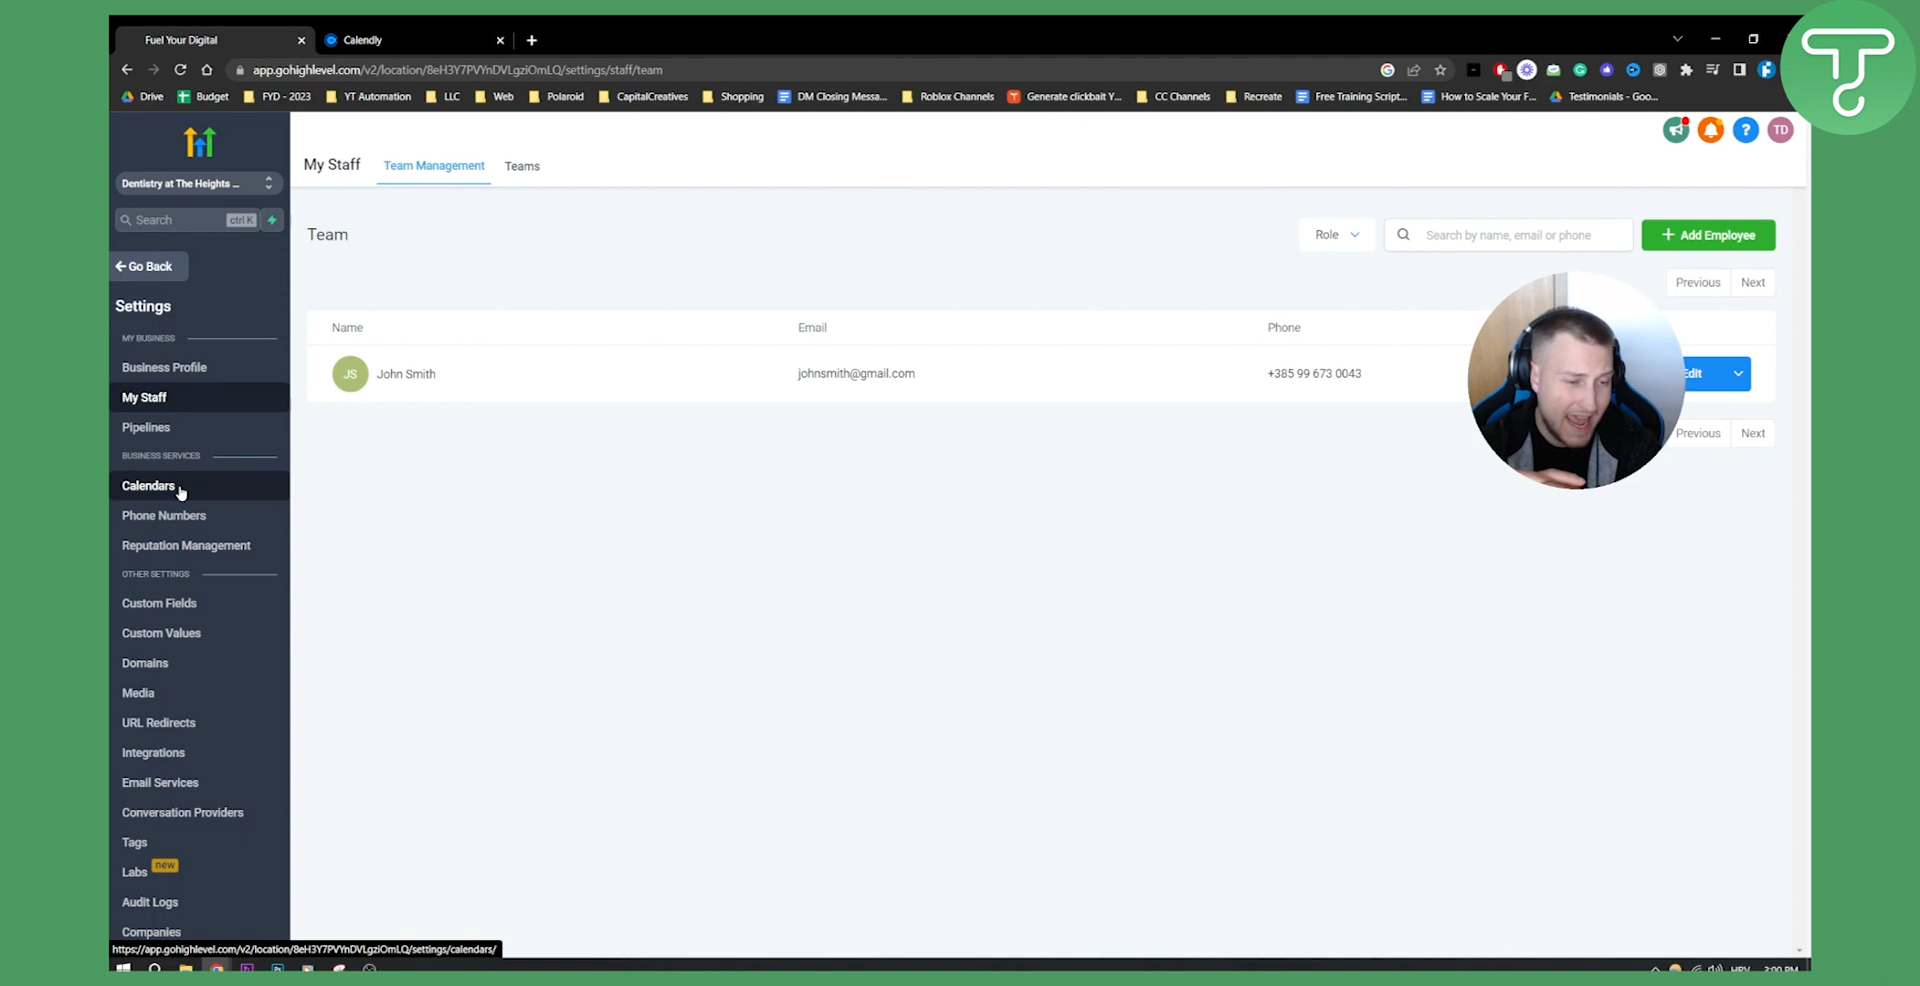 Fuel Your Digital
Calendly
app.gohighlevel.com/v2/location/8eH3Y7PVYnDVLgziOmLQ/settings/staff/team
Drive
Budget
FYD - 2023
YT Automation
LLC
Web
Polaroid
CapitalCreatives
Shopping
DM Closing Messa...
Roblox Channels
Generate clickbait Y...
CC Channels
Recreate
Free Training Script...
How to Scale Your F...
Testimonials - Goo...
Dentistry at The Heights ...
Search
ctrl K
Go Back
Settings
MY BUSINESS
Business Profile
My Staff
Pipelines
BUSINESS SERVICES
Calendars
Phone Numbers
Reputation Management
OTHER SETTINGS
Custom Fields
Custom Values
Domains
Media
URL Redirects
Integrations
Email Services
Conversation Providers
Tags
Labs new
Audit Logs
Companies
My Staff
Team Management
Teams
?
TD
Team
Role
Search by name, email or phone
+ Add Employee
Previous
Next
Name
Email
Phone
JS
John Smith
johnsmith@gmail.com
+385 99 673 0043
Edit
Previous
Next
https://app.gohighlevel.com/v2/location/8eH3Y7PVYnDVLgziOmLQ/settings/calendars/
HRV
3:00 PM